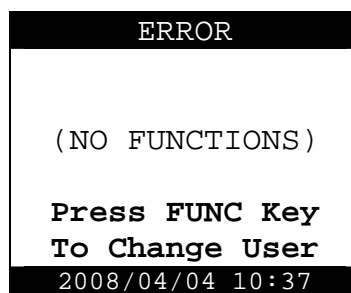 ERROR
(NO FUNCTIONS)
Press FUNC Key
To Change User
2008/04/04 10:37